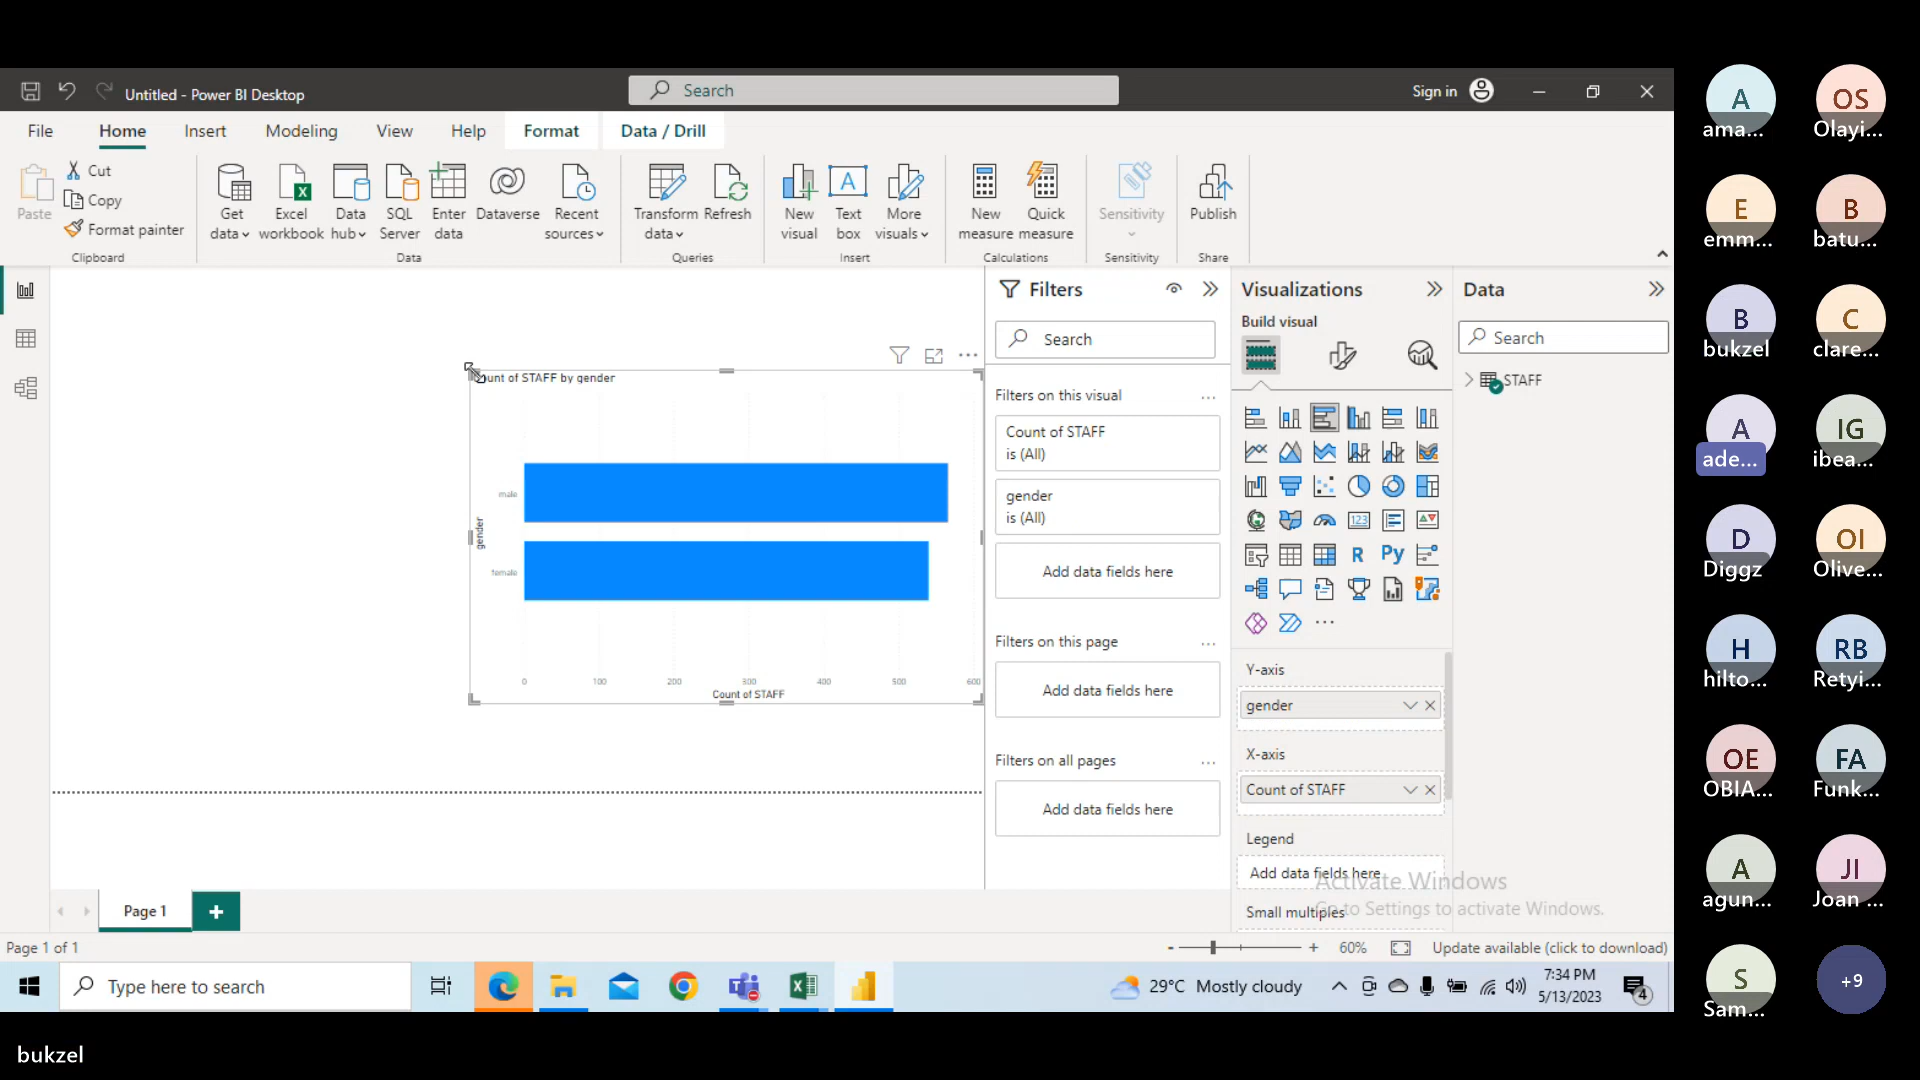 Untitled - Power BI Desktop
Search
Sign in
File
Home
Insert
Modeling
View
Help
Format
Data / Drill
Paste
Cut
Copy
Format painter
Clipboard
Get data
Excel workbook
Data hub
SQL Server
Enter data
Dataverse
Recent sources
Data
Transform data
Refresh
Queries
New visual
Text box
More visuals
Insert
New measure
Quick measure
Calculations
Sensitivity
Sensitivity
Publish
Share
ount of STAFF by gender
gender
male
female
0 100 200 300 400 500 600
Count of STAFF
Filters
Search
Filters on this visual
Count of STAFF
is (All)
gender
is (All)
Add data fields here
Filters on this page
Add data fields here
Filters on all pages
Add data fields here
Visualizations
Build visual
123
R
Py
Y-axis
gender
X-axis
Count of STAFF
Legend
Add data fields here
Small multiples
Data
Search
STAFF
Activate Windows
Go to Settings to activate Windows.
Page 1
Page 1 of 1
- + 60%
Update available (click to download)
Type here to search
29°C Mostly cloudy
7:34 PM
5/13/2023
4
A
ama...
OS
Olayi...
E
emm...
B
batu...
B
bukzel
C
clare...
A
ade...
IG
ibea...
D
Diggz
OI
Olive...
H
hilto...
RB
Retyi...
OE
OBIA...
FA
Funk...
A
agun...
JI
Joan ...
S
Sam...
+9
bukzel